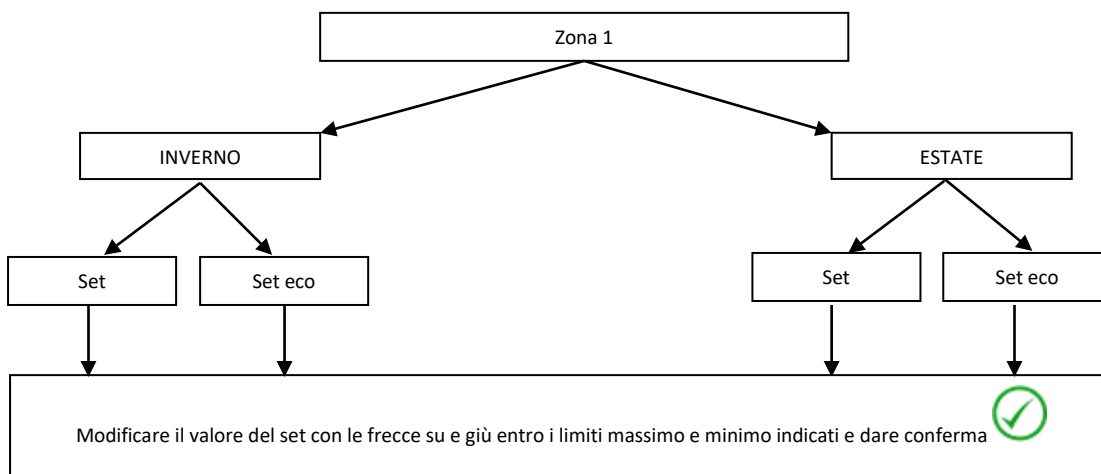 Zona 1
INVERNO
ESTATE
Set
Set eco
Set
Set eco
Modificare il valore del set con le frecce su e giù entro i limiti massimo e minimo indicati e dare conferma